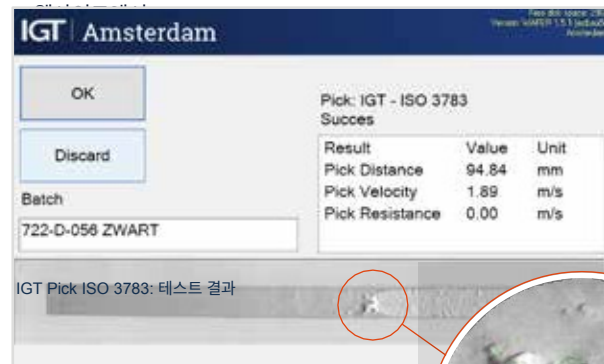 IGT Amsterdam
OK
Discard
Batch
722-D-056 ZWART
Pick: IGT - ISO 3783
Succes
Result Value Unit
Pick Distance 94.84 mm
Pick Velocity 1.89 m/s
Pick Resistance 0.00 m/s
IGT Pick ISO 3783: 테스트 결과